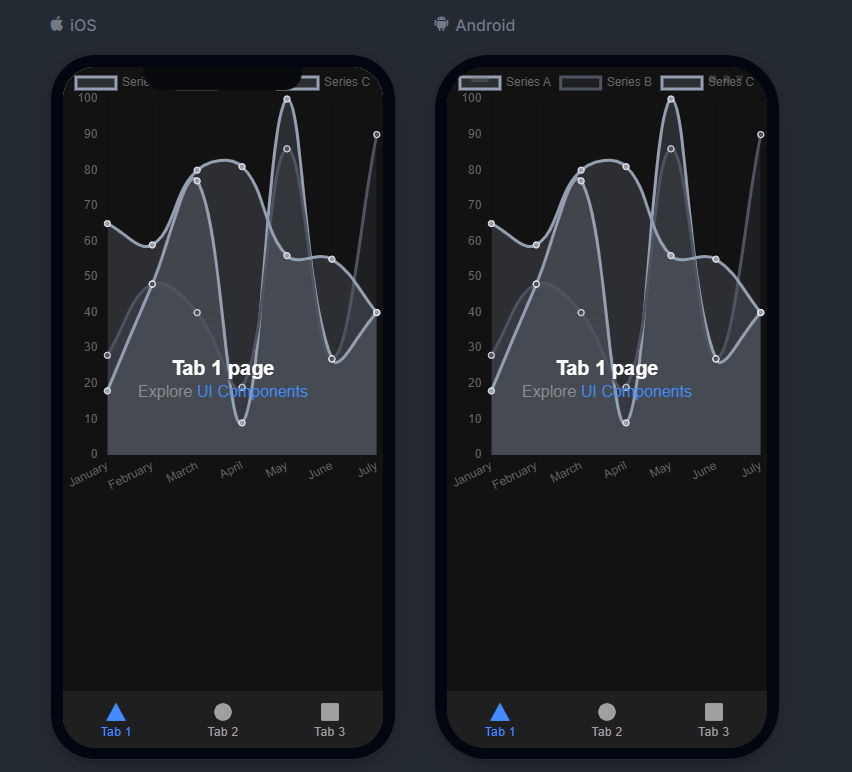 iOS
Series Series C
100
90
80
70
60
50
40
30
20
10
0
Tab 1 page
Explore UI Components
January February March April May June July
Tab 1 Tab 2 Tab 3
Android
Series A Series B Series C
100
90
80
70
60
50
40
30
20
10
0
Tab 1 page
Explore UI Components
January February March April May June July
Tab 1 Tab 2 Tab 3